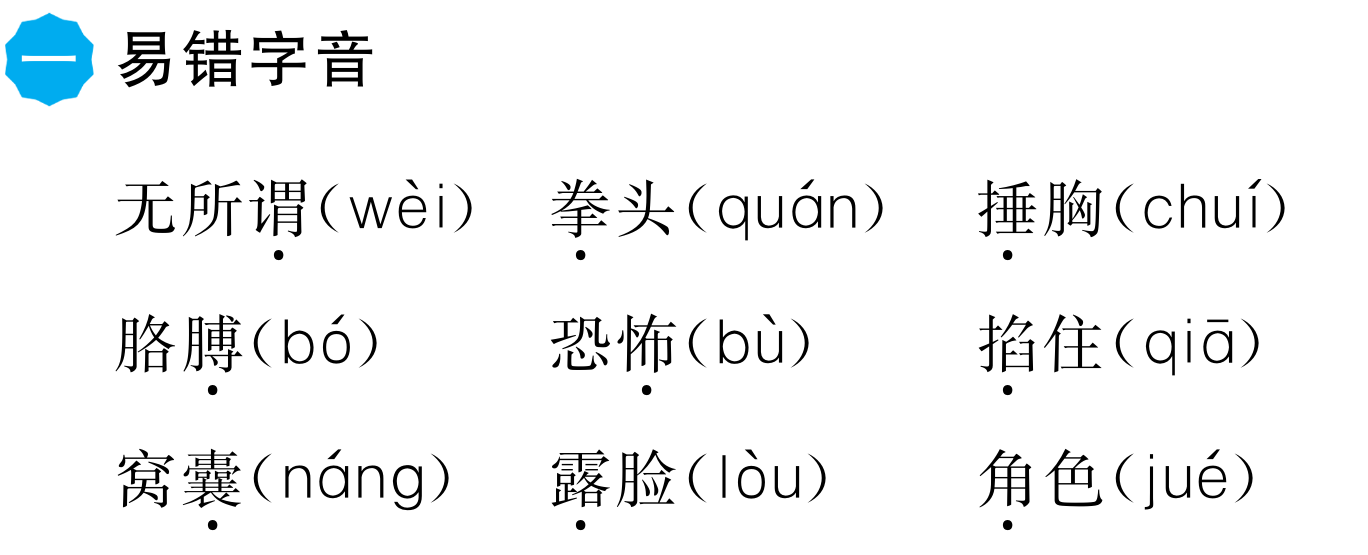 一 易错字音
无所谓(wèi) 拳头(quán) 捶胸(chuí)
胳膊(bó) 恐怖(bù) 掐住(qiā)
窝囊(náng) 露脸(lòu) 角色(jué)